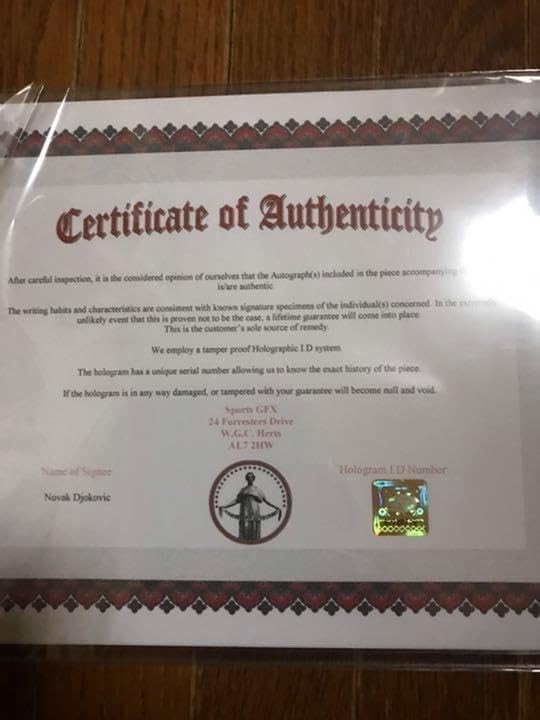 Certificate of Authenticity
After careful inspection, it is the considered opinion of ourselves that the Autograph(s) included in the piece accompanying
is/are authentic.
The writing habits and characteristics are consistent with known signature specimens of the individual(s) concerned. In the extremely
unlikely event that this is proven not to be the case, a lifetime guarantee will come into place.
This is the customer's sole source of remedy.
We employ a tamper proof Holographic I.D system.
The hologram has a unique serial number allowing us to know the exact history of the piece.
If the hologram is in any way damaged, or tampered with your guarantee will become null and void.
Sports GFX
24 Forresters Drive
W.G.C. Herts
AL7 2HW
Name of Signee
Hologram I D Number
Novak Djokovic